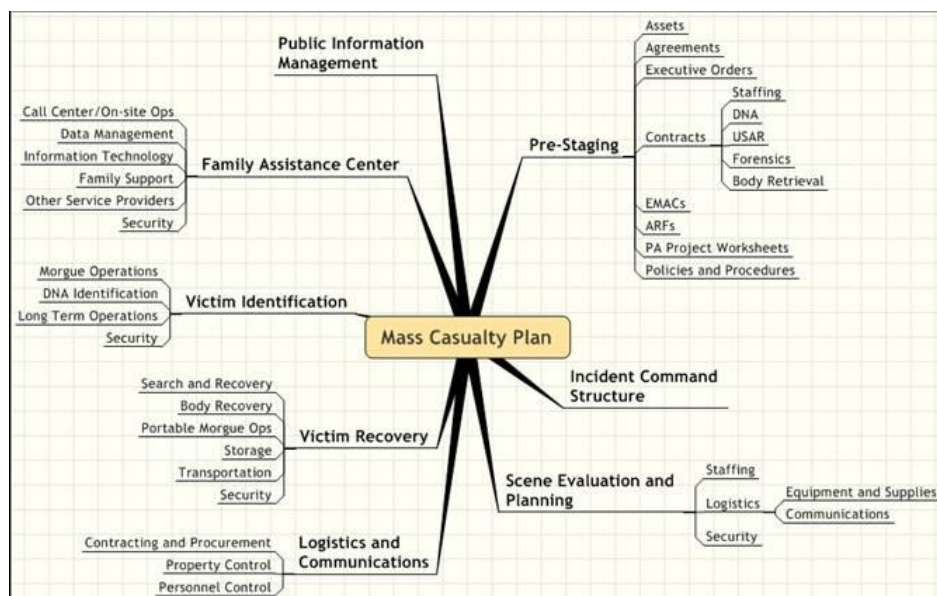 Mass Casualty Plan
Public Information
Management
Family Assistance Center
Call Center/On-site Ops
Data Management
Information Technology
Family Support
Other Service Providers
Security
Victim Identification
Morgue Operations
DNA Identification
Long Term Operations
Security
Victim Recovery
Search and Recovery
Body Recovery
Portable Morgue Ops
Storage
Transportation
Security
Logistics and
Communications
Contracting and Procurement
Property Control
Personnel Control
Pre-Staging
Assets
Agreements
Executive Orders
Contracts
Staffing
DNA
USAR
Forensics
Body Retrieval
EMACs
ARFs
PA Project Worksheets
Policies and Procedures
Incident Command
Structure
Scene Evaluation and
Planning
Staffing
Logistics
Equipment and Supplies
Communications
Security